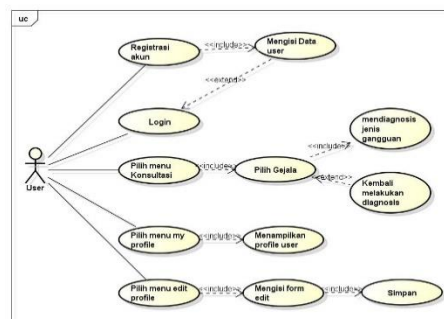 uc
Registrasi
akun
<<include>>
Mengisi Data
user
<<extend>>
Login
mendiagnosis
jenis
gangguan
<<include>>
Pilih menu
Konsultasi
<<include>>
Pilih Gejala
<<extend>>
Kembali
melakukan
diagnosis
User
Pilih menu my
profile
<<include>>
Menampilkan
profile user
Pilih menu edit
profile
<<include>>
Mengisi form
edit
<<include>>
Simpan